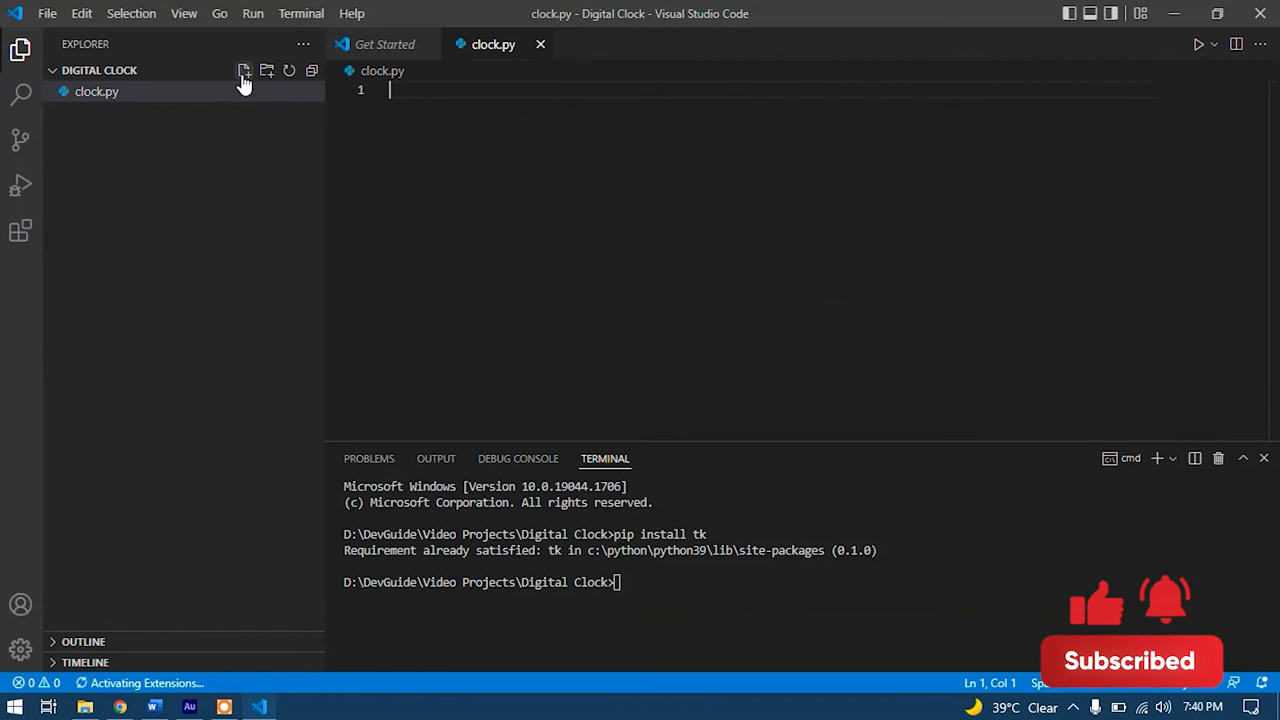 File Edit Selection View Go Run Terminal Help clock.py - Digital Clock - Visual Studio Code
EXPLORER
Get Started clock.py
DIGITAL CLOCK
clock.py
clock.py
1
PROBLEMS OUTPUT DEBUG CONSOLE TERMINAL
cmd
Microsoft Windows [Version 10.0.19044.1706]
(c) Microsoft Corporation. All rights reserved.
D:\DevGuide\Video Projects\Digital Clock>pip install tk
Requirement already satisfied: tk in c:\python\python39\lib\site-packages (0.1.0)
D:\DevGuide\Video Projects\Digital Clock>
OUTLINE
TIMELINE
Subscribed
0 0 Activating Extensions...
Ln 1, Col 1
39°C Clear 7:40 PM